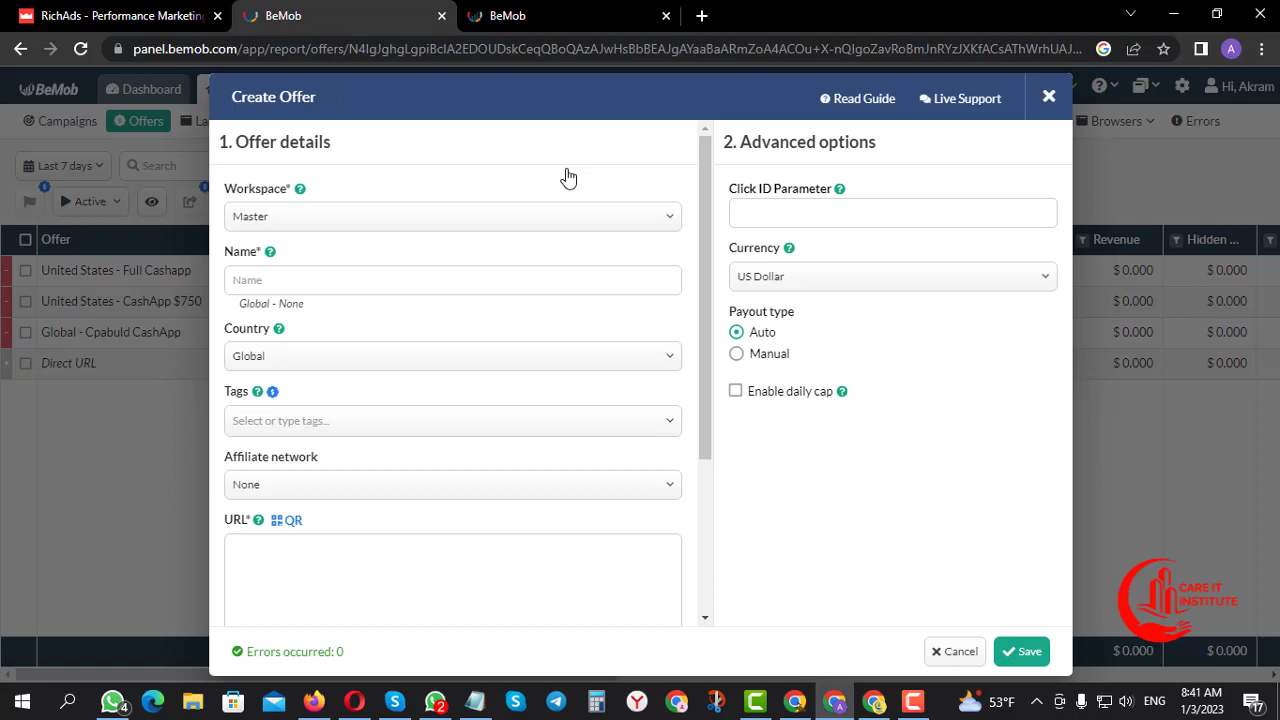 RichAds - Performance Marketing
BeMob
BeMob
panel.bemob.com/app/report/offers/
BeMob
Dashboard
Hi, Akram
Create Offer
Read Guide
Live Support
Campaigns
Offers
Browsers
Errors
1. Offer details
2. Advanced options
Last 7 days
Search
Active
Workspace*
Master
Click ID Parameter
Name*
Name
Global - None
Currency
US Dollar
Country
Global
Payout type
Auto
Manual
Tags
Select or type tags...
Enable daily cap
Affiliate network
None
URL* QR
Offer
Revenue
Hidden ...
United States - Full Cashapp
$ 0.000
$ 0.000
United States - CashApp $750
$ 0.000
$ 0.000
Global - Cpabuld CashApp
$ 0.000
$ 0.000
Direct URL
$ 0.000
$ 0.000
CARE IT
INSTITUTE
Errors occurred: 0
Cancel
Save
$ 0.000
$ 0.000
4
2
53°F
ENG
8:41 AM
1/3/2023
17